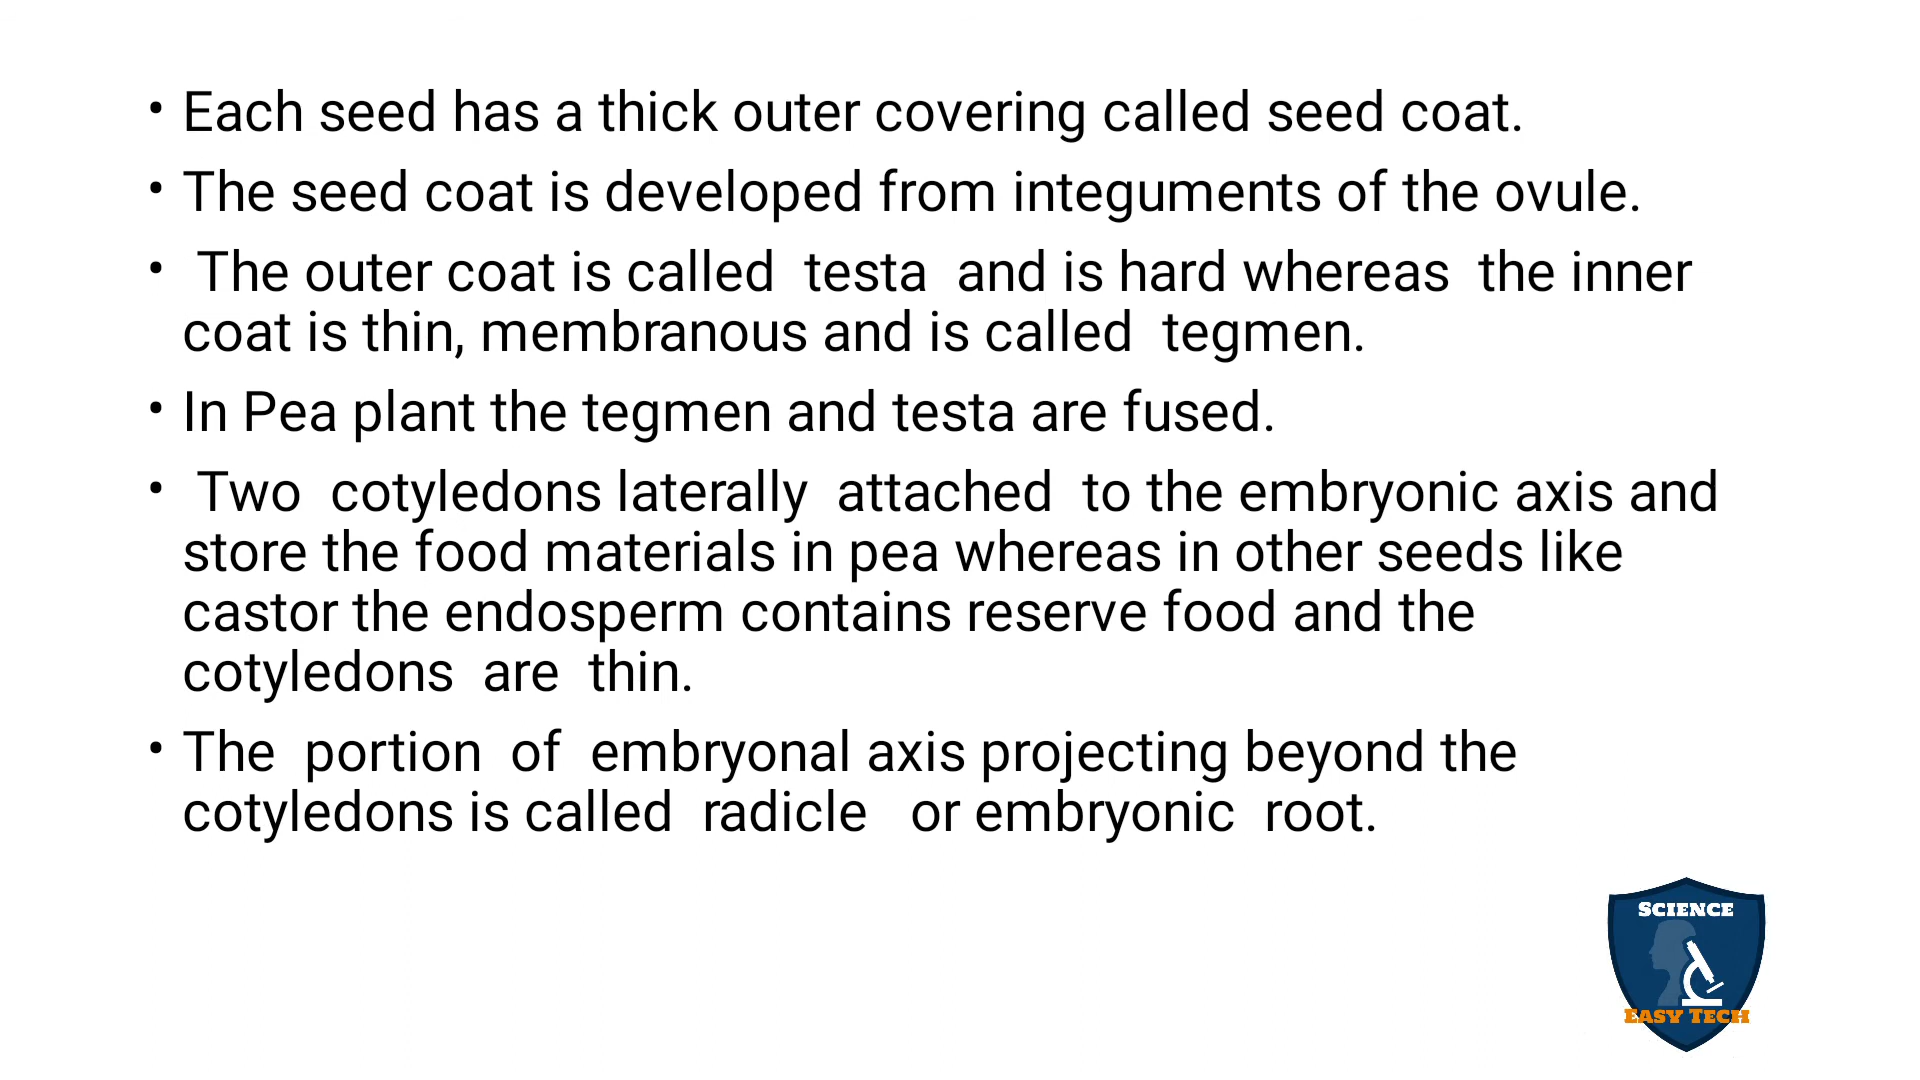 • Each seed has a thick outer covering called seed coat.
• The seed coat is developed from integuments of the ovule.
• The outer coat is called testa and is hard whereas the inner
coat is thin, membranous and is called tegmen.
• In Pea plant the tegmen and testa are fused.
• Two cotyledons laterally attached to the embryonic axis and
store the food materials in pea whereas in other seeds like
castor the endosperm contains reserve food and the
cotyledons are thin.
• The portion of embryonal axis projecting beyond the
cotyledons is called radicle or embryonic root.
SCIENCE
EASY TECH